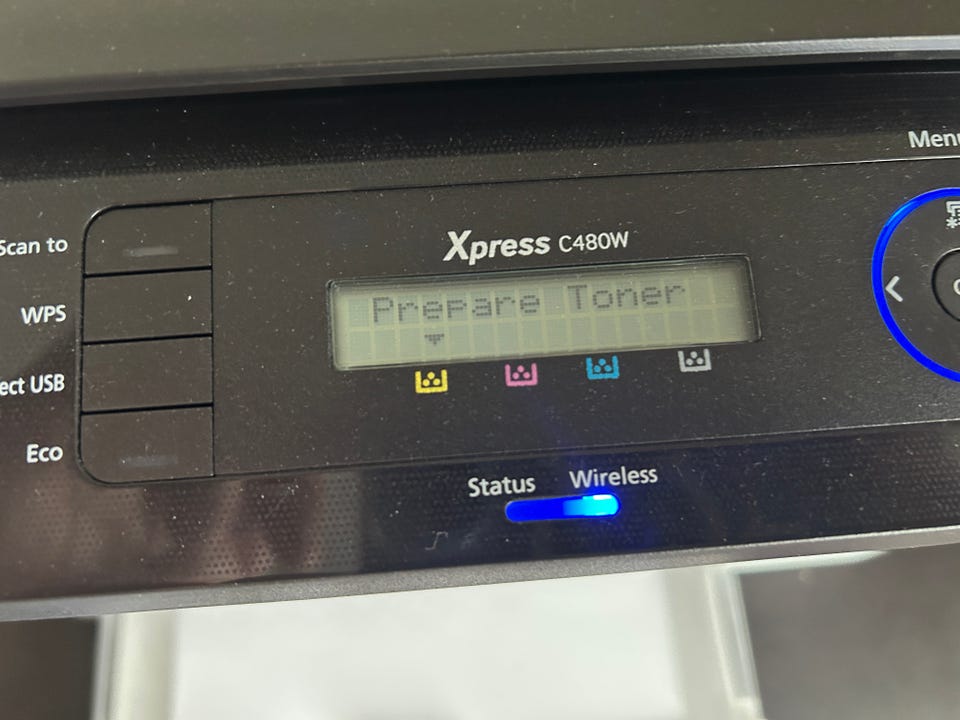 Menu
Scan to
Xpress C480W
WPS
Prepare Toner
ect USB
Eco
Status Wireless